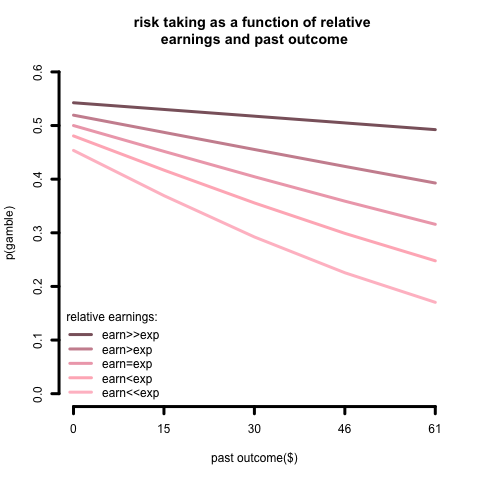 risk taking as a function of relative
earnings and past outcome
p(gamble)
0.6
0.5
0.4
0.3
0.2
0.1
0.0
relative earnings:
earn>>exp
earn>exp
earn=exp
earn<exp
earn<<exp
0 15 30 46 61
past outcome($)